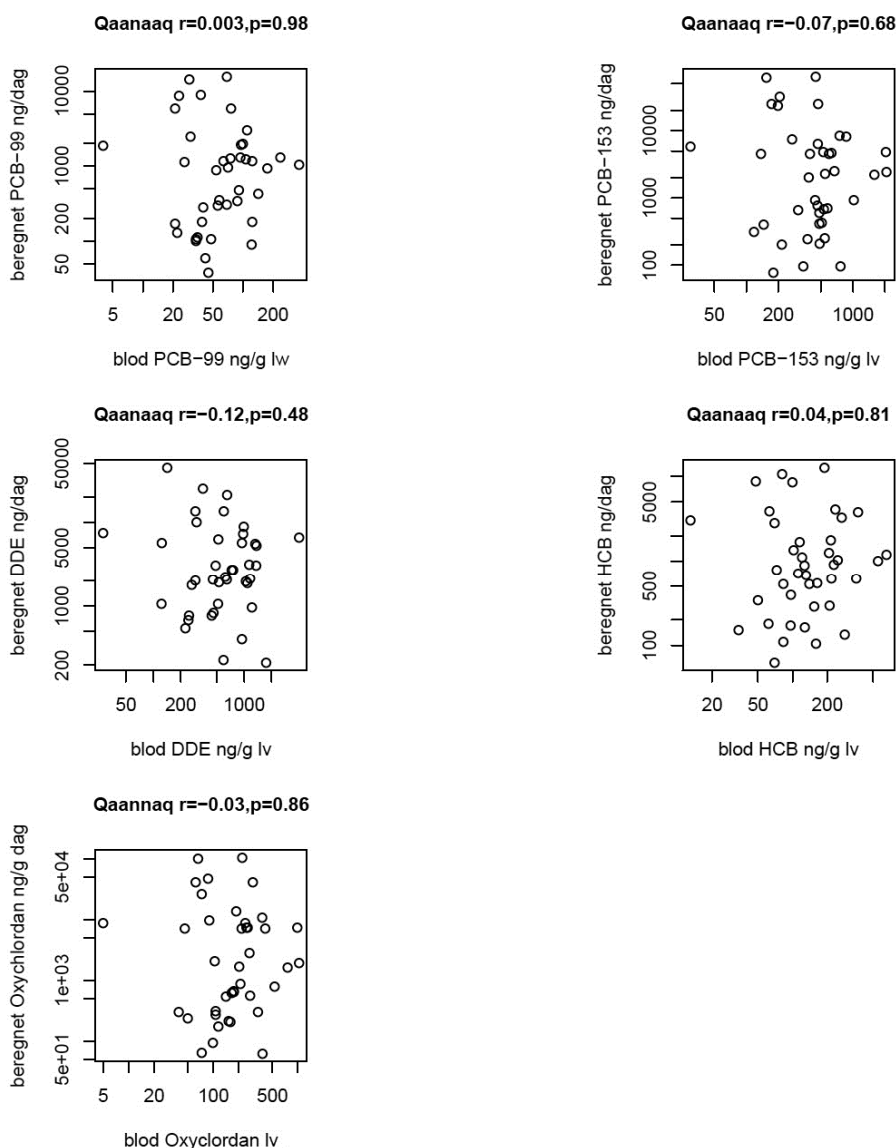 Qaanaaq r=0.003,p=0.98
beregnet PCB−99 ng/dag
10000
1000
200
50
5 20 50 200
blod PCB−99 ng/g lw
Qaanaaq r=−0.07,p=0.68
beregnet PCB−153 ng/dag
10000
1000
100
50 200 1000
blod PCB−153 ng/g lv
Qaanaaq r=−0.12,p=0.48
beregnet DDE ng/dag
50000
5000
1000
200
50 200 1000
blod DDE ng/g lv
Qaanaaq r=0.04,p=0.81
beregnet HCB ng/dag
5000
500
100
20 50 200
blod HCB ng/g lv
Qaannaq r=−0.03,p=0.86
beregnet Oxychlordan ng/g dag
5e+04
1e+03
5e+01
5 20 100 500
blod Oxyclordan lv